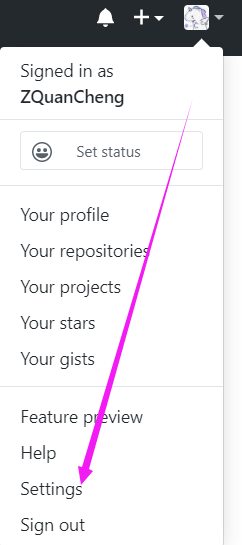 Signed in as
ZQuanCheng
Set status
Your profile
Your repositories
Your projects
Your stars
Your gists
Feature preview
Help
Settings
Sign out